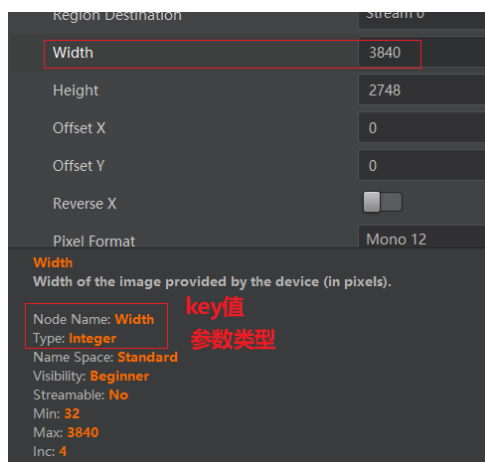 Region Destination Stream 0
Width 3840
Height 2748
Offset X 0
Offset Y 0
Reverse X
Pixel Format Mono 12
Width
Width of the image provided by the device (in pixels).
Node Name: Width key值
Type: Integer 参数类型
Name Space: Standard
Visibility: Beginner
Streamable: No
Min: 32
Max: 3840
Inc: 4